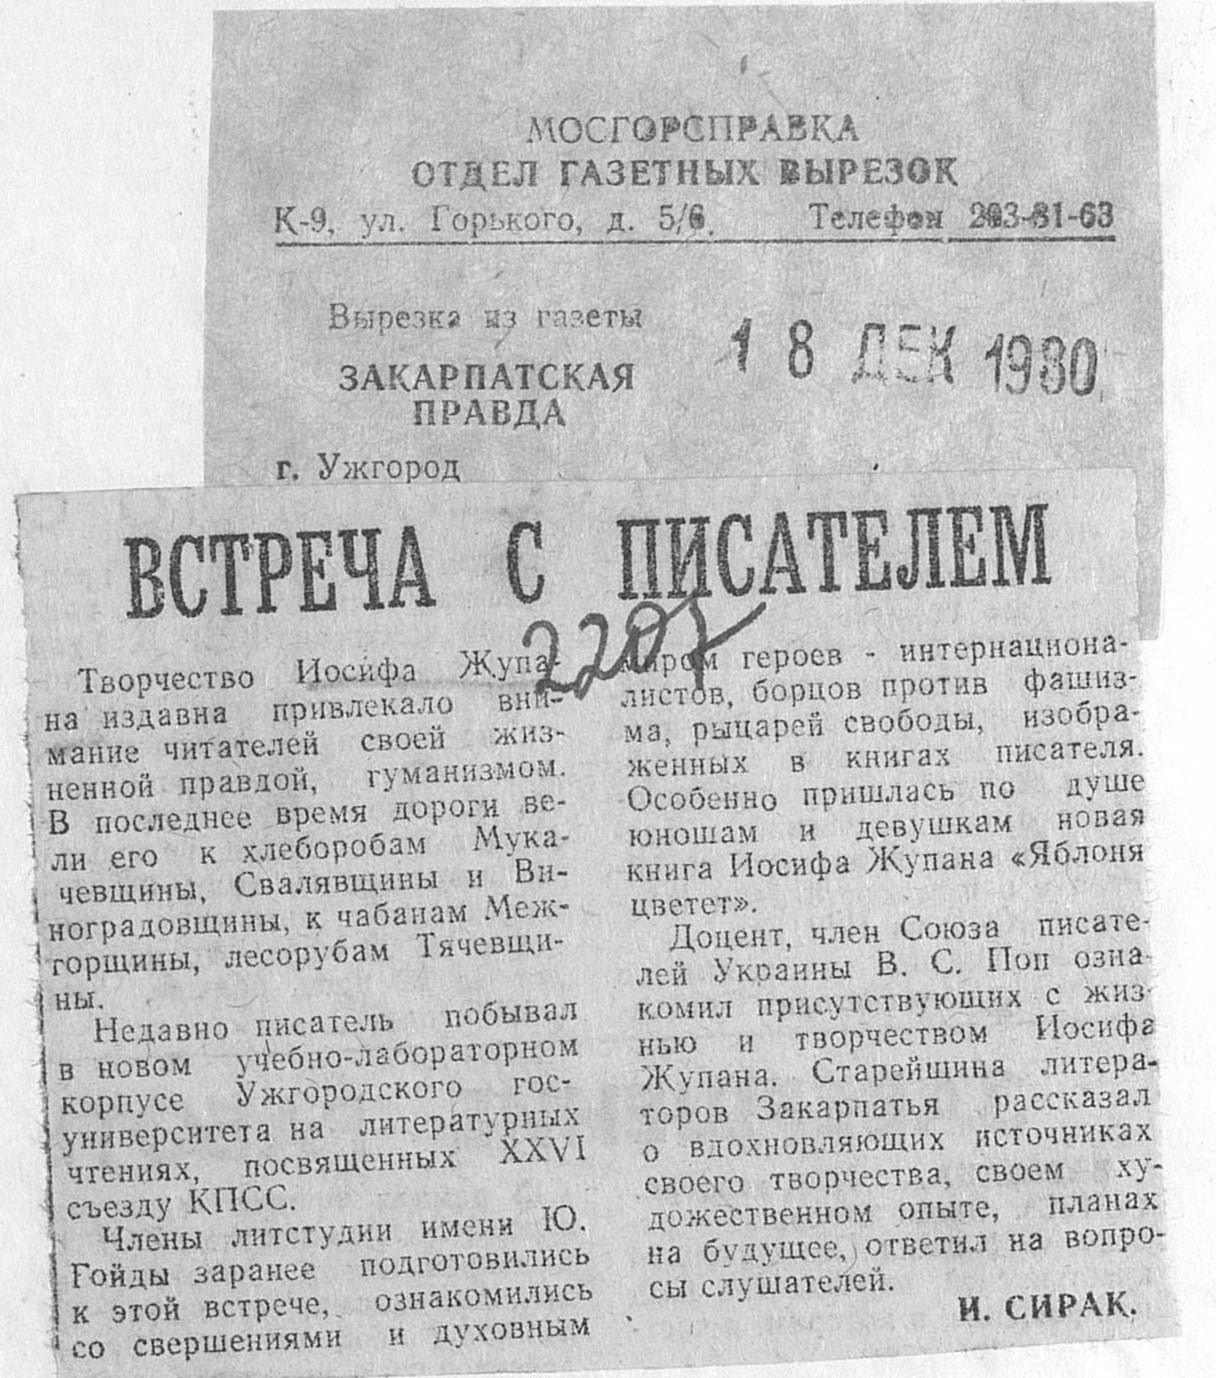 МОСГОРСПРАВКА
ОТДЕЛ ГАЗЕТНЫХ ВЫРЕЗОК
К-9, ул. Горького, д. 5/6. Телефон 203-81-63
Вырезка из газеты
18 ДЕК 1980
ЗАКАРПАТСКАЯ
ПРАВДА
г. Ужгород
ВСТРЕЧА С ПИСАТЕЛЕМ
2207
Творчество Иосифа Жупа-
на издавна привлекало вни-
мание читателей своей жиз-
ненной правдой, гуманизмом.
В последнее время дороги ве-
ли его к хлеборобам Мука-
чевщины, Свалявщины и Ви-
ноградовщины, к чабанам Меж-
горщины, лесорубам Тячевщи-
ны.
Недавно писатель побывал
в новом учебно-лабораторном
корпусе Ужгородского гос-
университета на литературных
чтениях, посвященных XXVI
съезду КПСС.
Члены литстудии имени Ю.
Гойды заранее подготовились
к этой встрече, ознакомились
со свершениями и духовным
миром героев - интернациона-
листов, борцов против фашиз-
ма, рыцарей свободы, изобра-
женных в книгах писателя.
Особенно пришлась по душе
юношам и девушкам новая
книга Иосифа Жупана «Яблоня
цветет».
Доцент, член Союза писате-
лей Украины В. С. Поп озна-
комил присутствующих с жиз-
нью и творчеством Иосифа
Жупана. Старейшина литера-
торов Закарпатья рассказал
о вдохновляющих источниках
своего творчества, своем ху-
дожественном опыте, планах
на будущее, ответил на вопро-
сы слушателей.
И. СИРАК.